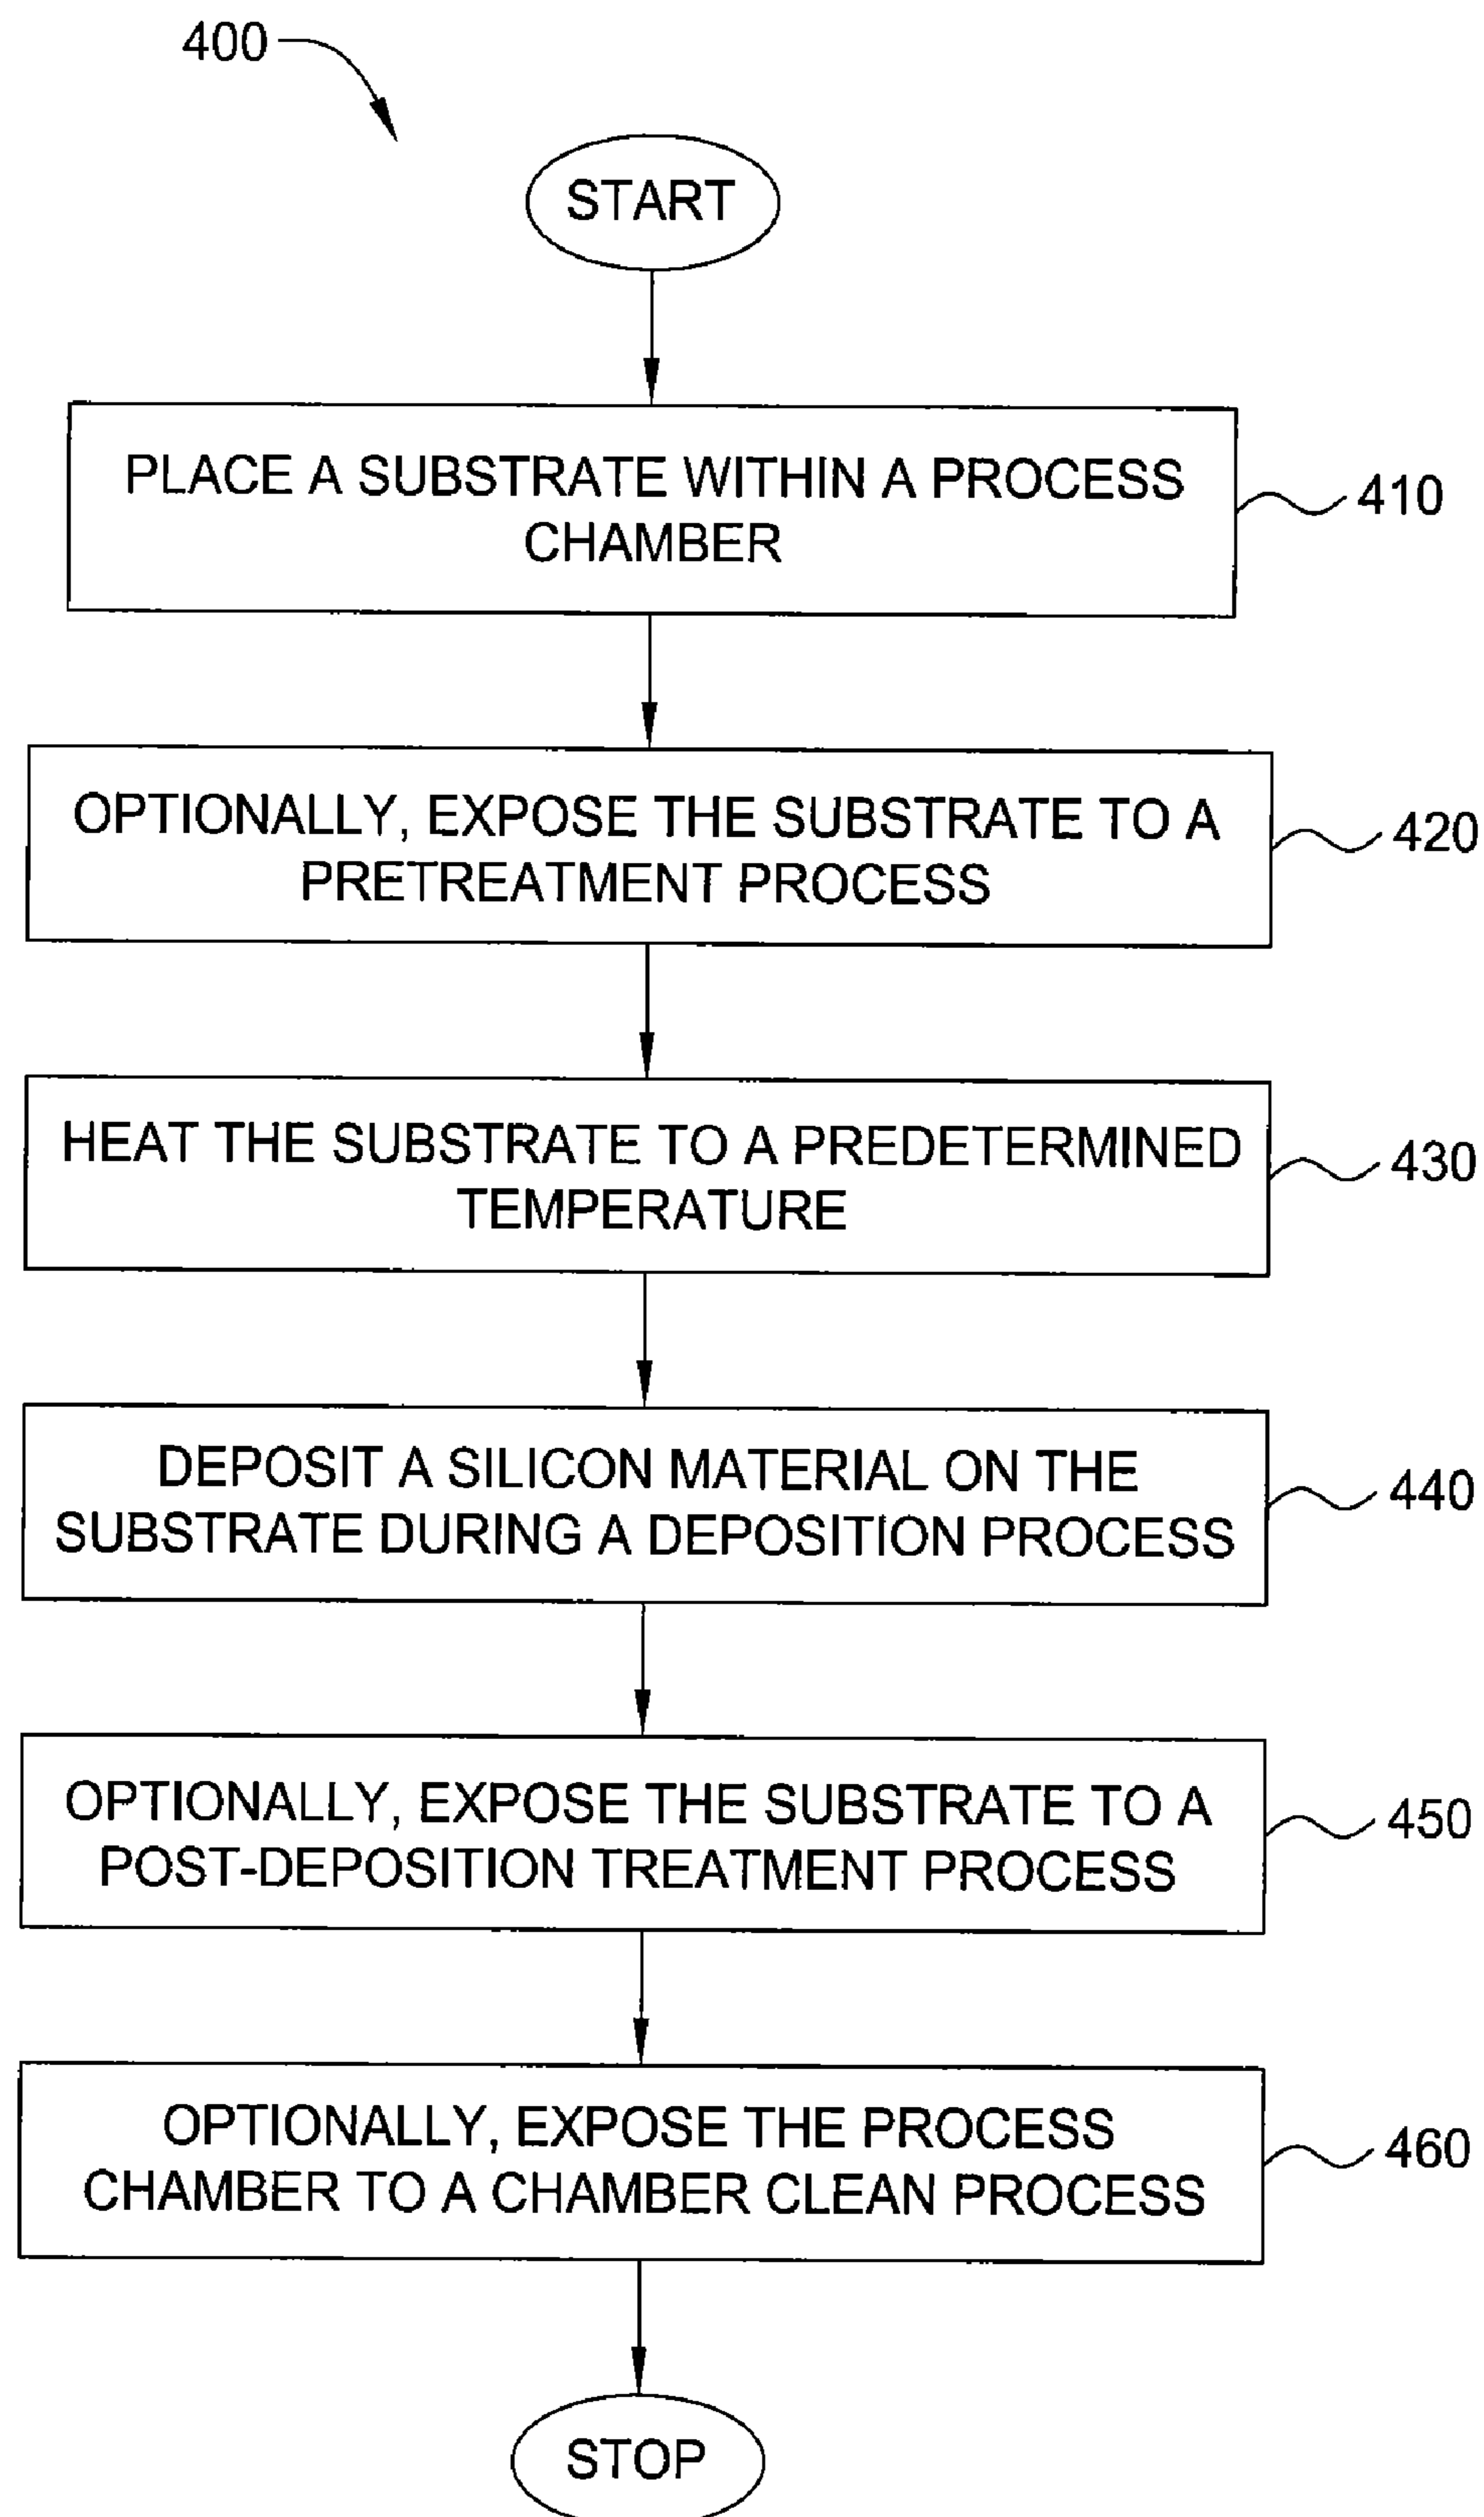 400
START
PLACE A SUBSTRATE WITHIN A PROCESS
CHAMBER
410
OPTIONALLY, EXPOSE THE SUBSTRATE TO A
PRETREATMENT PROCESS
420
HEAT THE SUBSTRATE TO A PREDETERMINED
TEMPERATURE
430
DEPOSIT A SILICON MATERIAL ON THE
SUBSTRATE DURING A DEPOSITION PROCESS
440
OPTIONALLY, EXPOSE THE SUBSTRATE TO A
POST-DEPOSITION TREATMENT PROCESS
450
OPTIONALLY, EXPOSE THE PROCESS
CHAMBER TO A CHAMBER CLEAN PROCESS
460
STOP